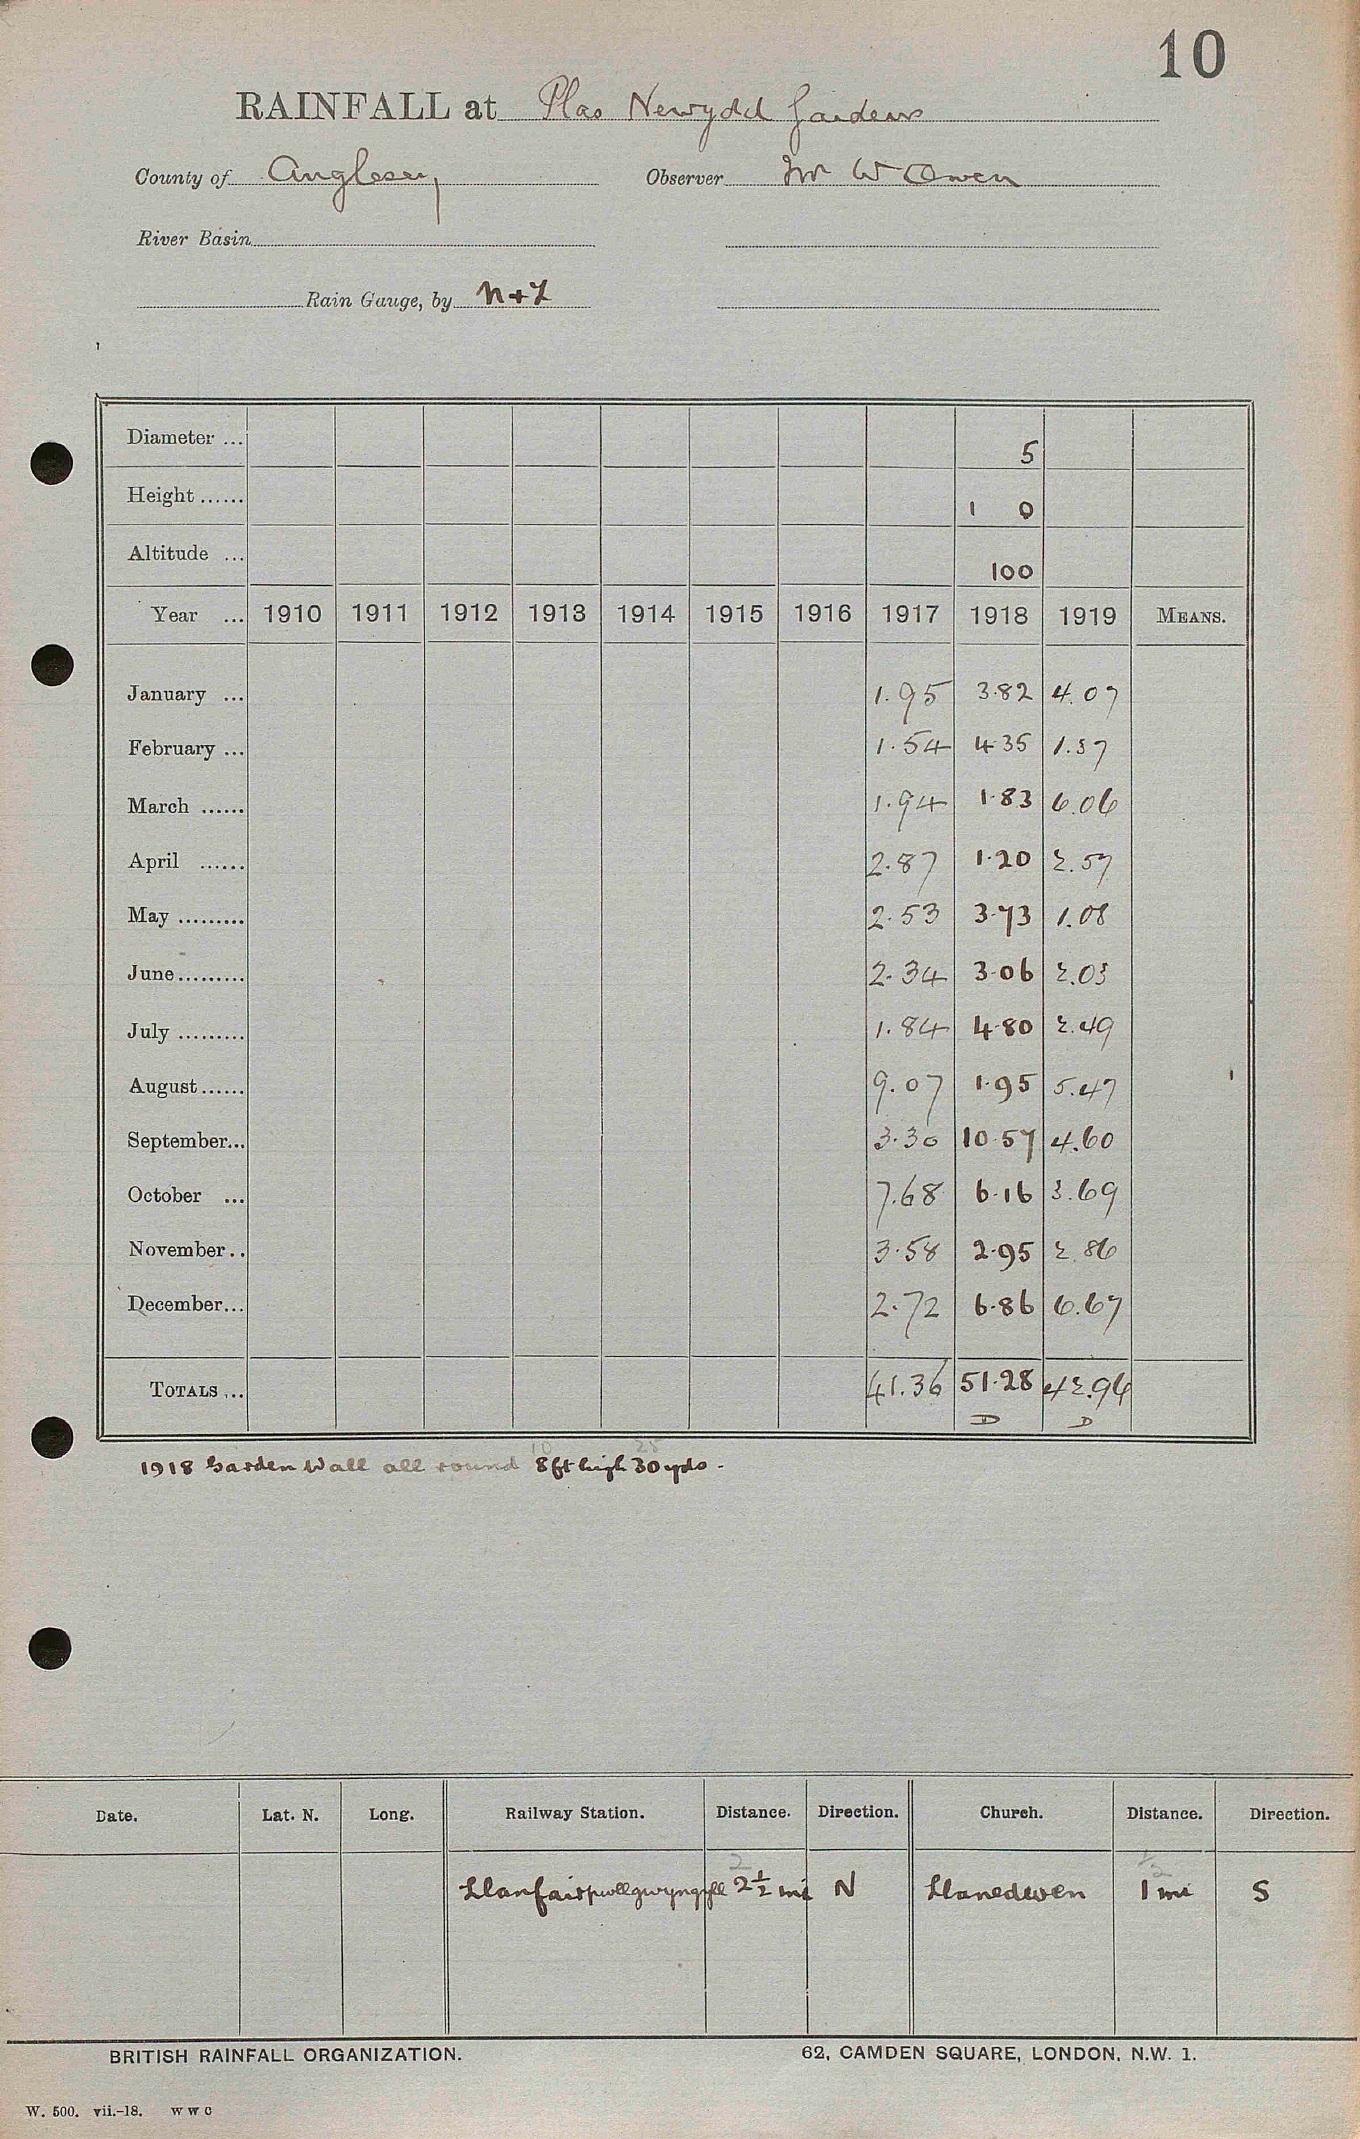 10
RAINFALL at Plas Newydd Gardens
County of Anglesey Observer Mr W Owen
River Basin
Rain Gauge, by N+Z
Diameter ... 5
Height ...... 1 0
Altitude ... 100
Year ... 1910 1911 1912 1913 1914 1915 1916 1917 1918 1919 MEANS.
January ... 1.95 3.82 4.07
February ... 1.54 4.35 1.37
March ...... 1.94 1.83 6.06
April ...... 2.87 1.20 2.57
May ......... 2.53 3.73 1.08
June ......... 2.34 3.06 2.03
July ......... 1.84 4.80 2.49
August ...... 9.07 1.95 5.47
September... 3.30 10.57 4.60
October ... 7.68 6.16 3.69
November.. 3.58 2.95 2.86
December... 2.72 6.86 6.67
TOTALS ... 41.36 51.28 42.96
D D
10 25
1918 Garden Wall all round 8ft high 30 yds.
Date. Lat. N. Long. Railway Station. Distance. Direction. Church. Distance. Direction.
2 1/2
Llanfairpwllgwyngyll 2 1/2 mi N Llanedwen 1 mi S
BRITISH RAINFALL ORGANIZATION. 62, CAMDEN SQUARE, LONDON, N.W. 1.
W. 500. vii.-18. W W C